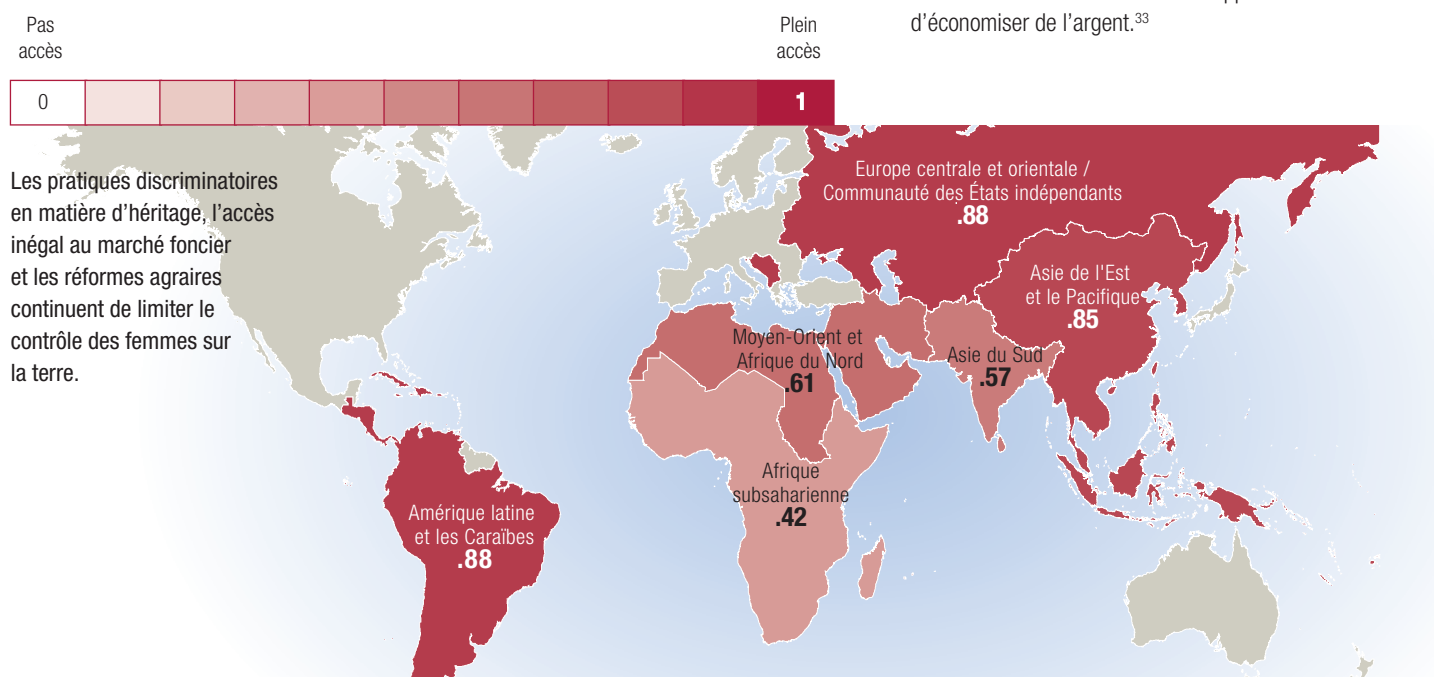 d'économiser de l'argent.33
Pas
accès
Plein
accès
0
1
Les pratiques discriminatoires
en matière d'héritage, l'accès
inégal au marché foncier
et les réformes agraires
continuent de limiter le
contrôle des femmes sur
la terre.
Europe centrale et orientale /
Communauté des États indépendants
.88
Asie de l'Est
et le Pacifique
.85
Moyen-Orient et
Afrique du Nord
.61
Asie du Sud
.57
Afrique
subsaharienne
.42
Amérique latine
et les Caraïbes
.88